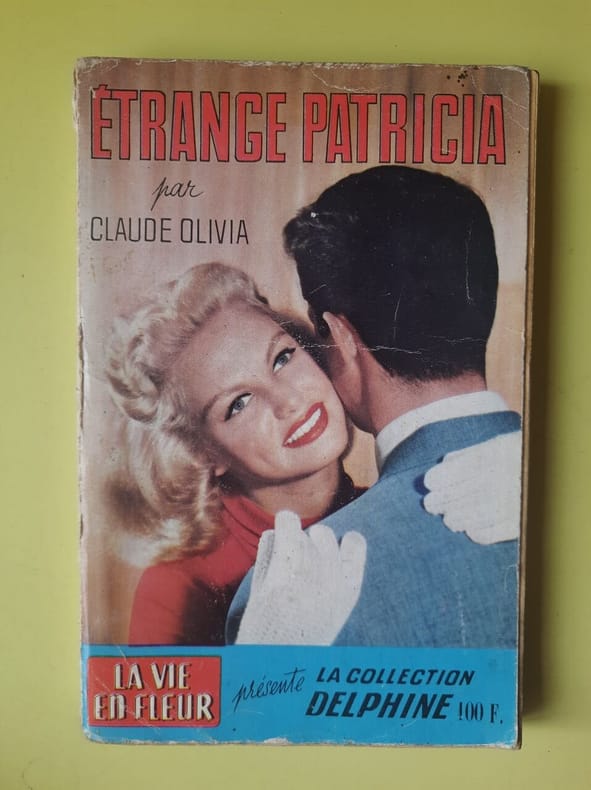 ÉTRANGE PATRICIA
par
CLAUDE OLIVIA
LA VIE
EN FLEUR
présente
LA COLLECTION
DELPHINE 100 F.